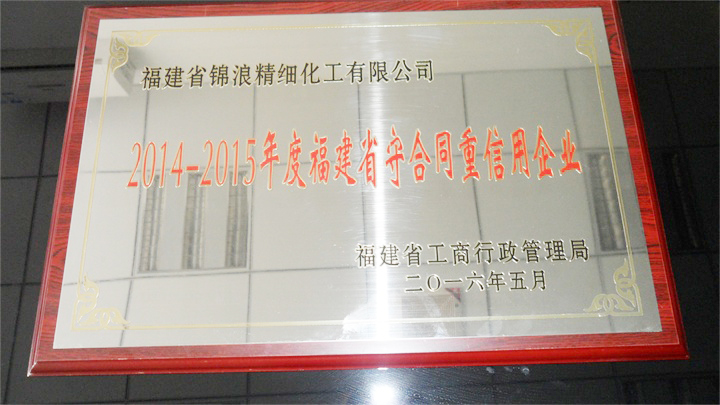 福建省锦浪精细化工有限公司
2014-2015年度福建省守合同重信用企业
福建省工商行政管理局
二〇一六年五月